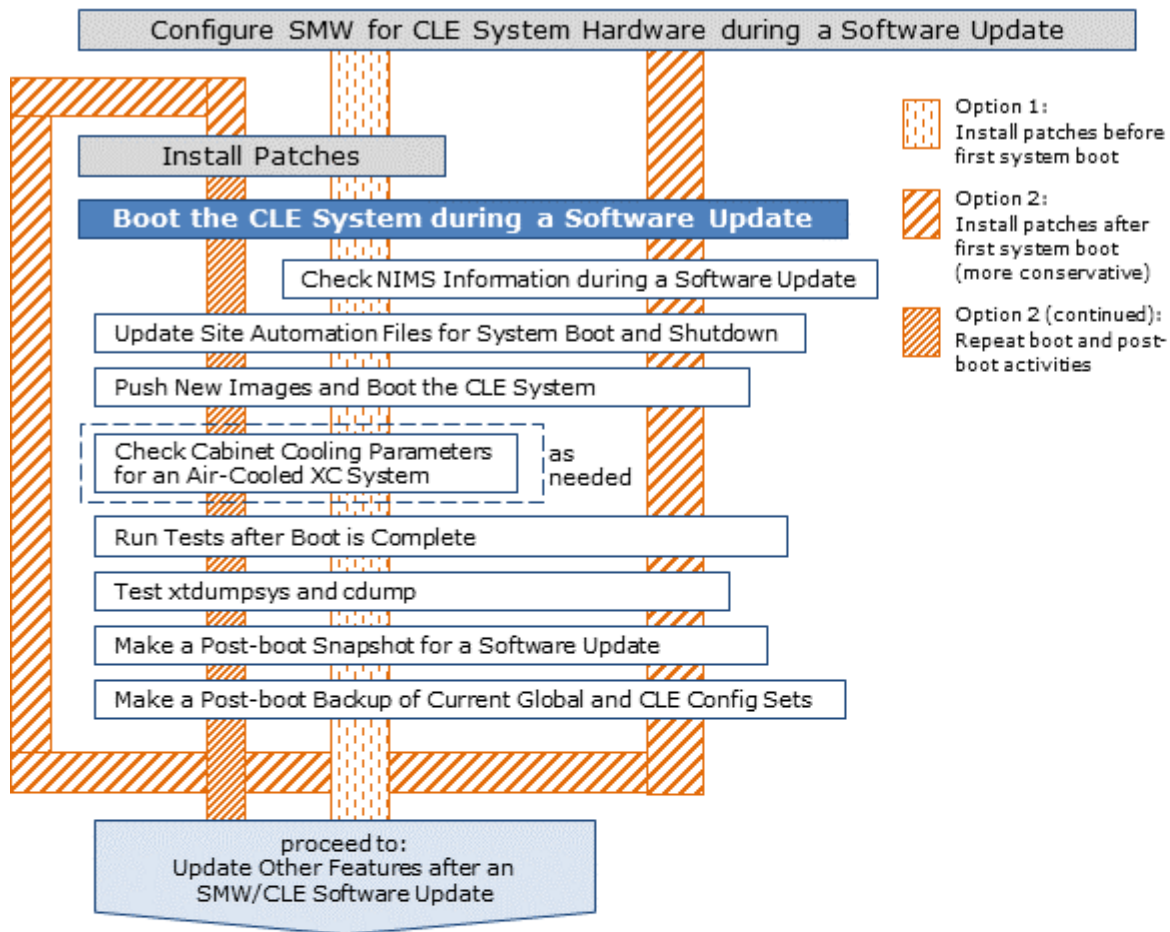 Configure SMW for CLE System Hardware during a Software Update
Option 1:
Install patches before
first system boot
Install Patches
Option 2:
Install patches after
first system boot
(more conservative)
Boot the CLE System during a Software Update
Check NIMS Information during a Software Update
Option 2 (continued):
Repeat boot and post-
boot activities
Update Site Automation Files for System Boot and Shutdown
Push New Images and Boot the CLE System
Check Cabinet Cooling Parameters
for an Air-Cooled XC System
as
needed
Run Tests after Boot is Complete
Test xtdumpsys and cdump
Make a Post-boot Snapshot for a Software Update
Make a Post-boot Backup of Current Global and CLE Config Sets
proceed to:
Update Other Features after an
SMW/CLE Software Update